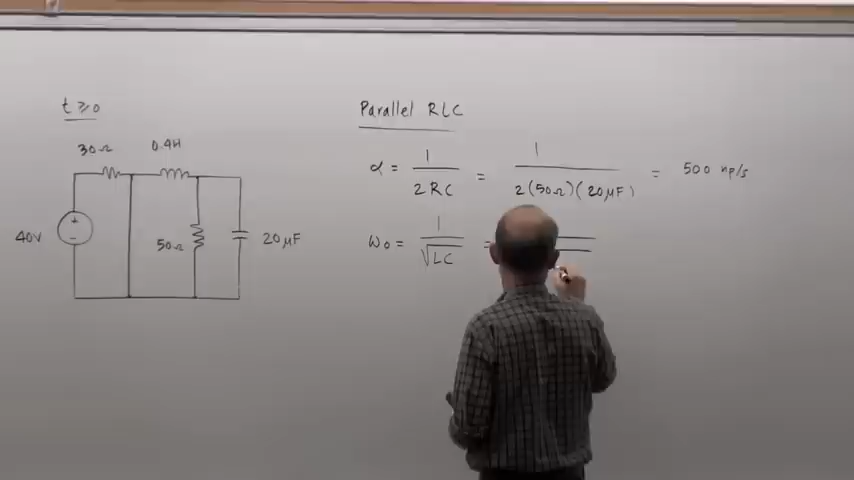 t ≥ 0
30Ω 0.4H
40V
+
-
50Ω
20μF
Parallel RLC
α = 1 / 2RC = 1 / 2(50Ω)(20μF) = 500 np/s
ω₀ = 1 / √LC =